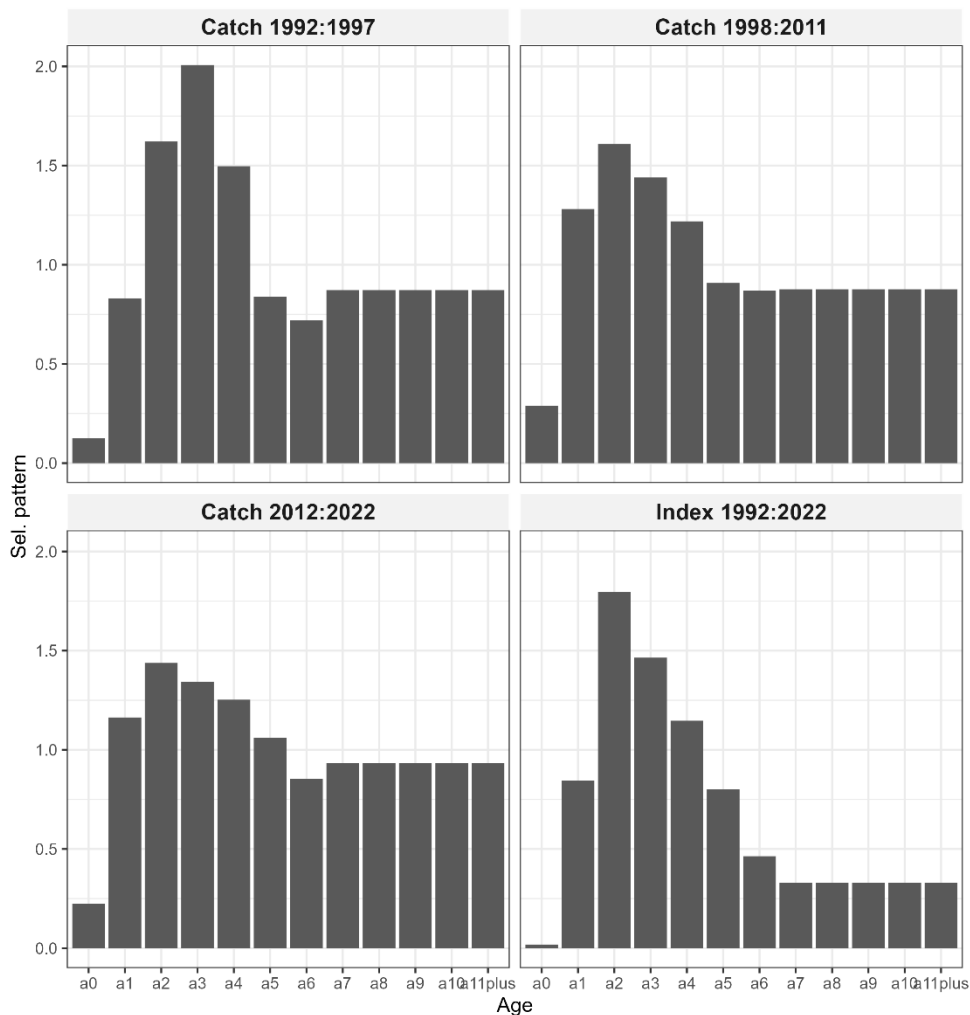 Catch 1992:1997
Catch 1998:2011
2.0
1.5
1.0
0.5
0.0
Sel. pattern
Catch 2012:2022
Index 1992:2022
2.0
1.5
1.0
0.5
0.0
a0 a1 a2 a3 a4 a5 a6 a7 a8 a9 a10 a11plus
a0 a1 a2 a3 a4 a5 a6 a7 a8 a9 a10 a11plus
Age